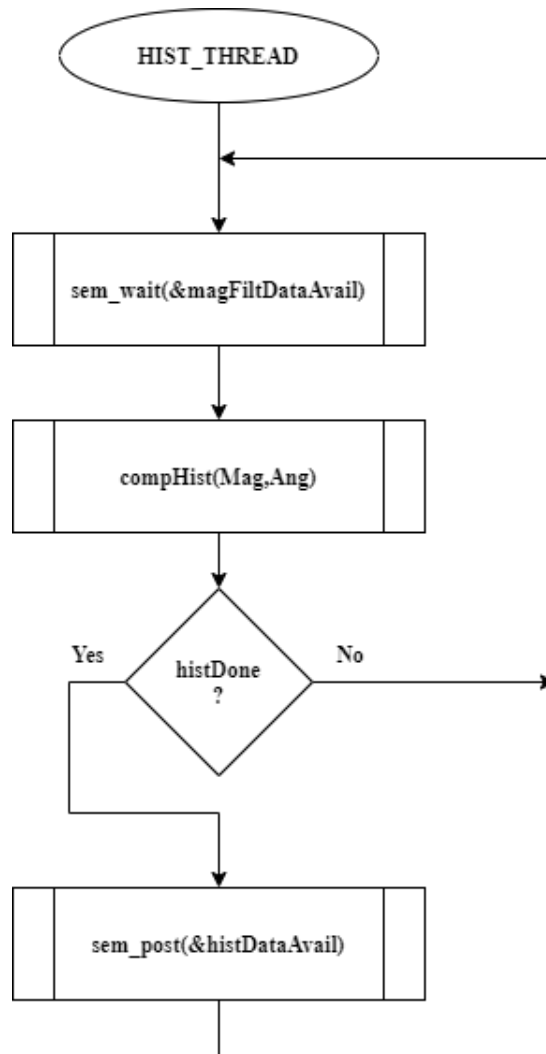 HIST_THREAD
sem_wait(&magFiltDataAvail)
compHist(Mag,Ang)
Yes
histDone
?
No
sem_post(&histDataAvail)